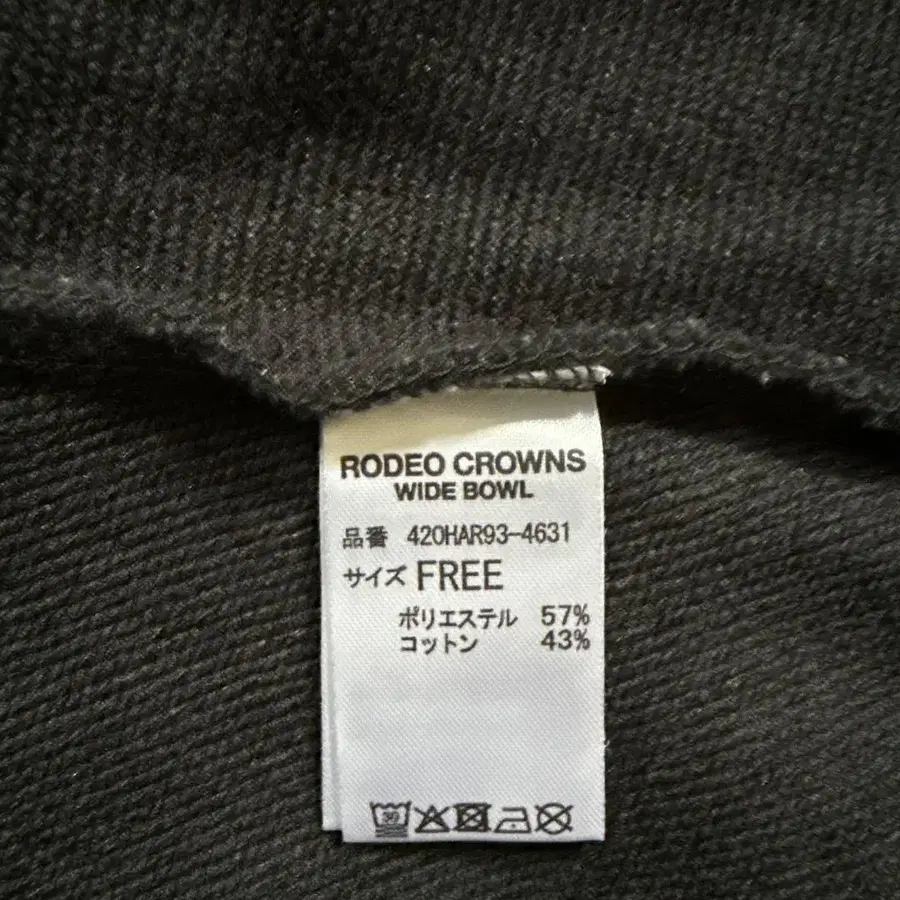 RODEO CROWNS
WIDE BOWL
品番 420HAR93-4631
サイズ FREE
ポリエステル 57%
コットン 43%
30